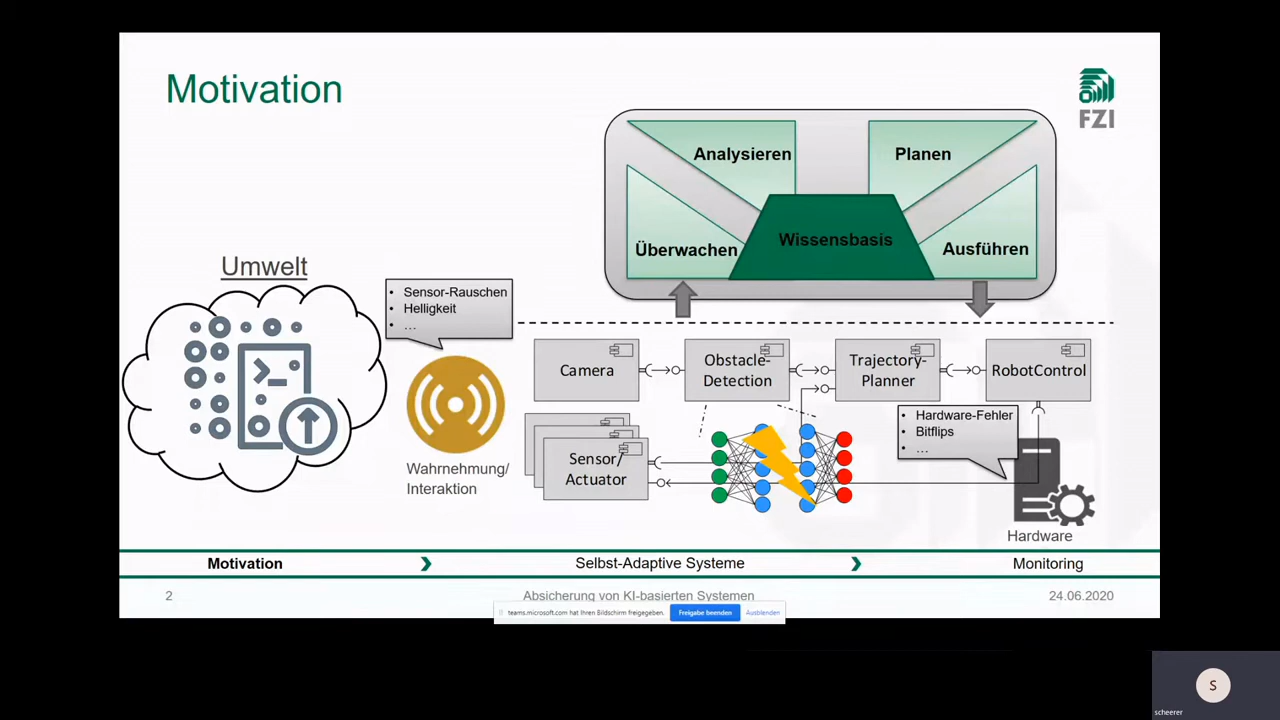 Motivation
FZI
Analysieren
Planen
Überwachen
Wissensbasis
Ausführen
Umwelt
• Sensor-Rauschen
• Helligkeit
• …
Camera
Obstacle-
Detection
Trajectory-
Planner
RobotControl
• Hardware-Fehler
• Bitflips
• …
Sensor/
Actuator
Wahrnehmung/
Interaktion
Hardware
Motivation
Selbst-Adaptive Systeme
Monitoring
2
Absicherung von KI-basierten Systemen
24.06.2020
teams.microsoft.com hat Ihren Bildschirm freigegeben.
Freigabe beenden
Ausblenden
S
scheerer